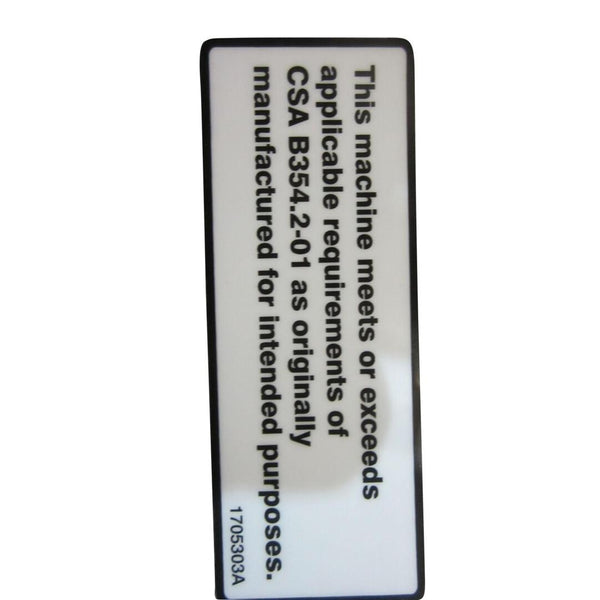 This machine meets or exceeds
applicable requirements of
CSA B354.2-01 as originally
manufactured for intended purposes.
1705303A